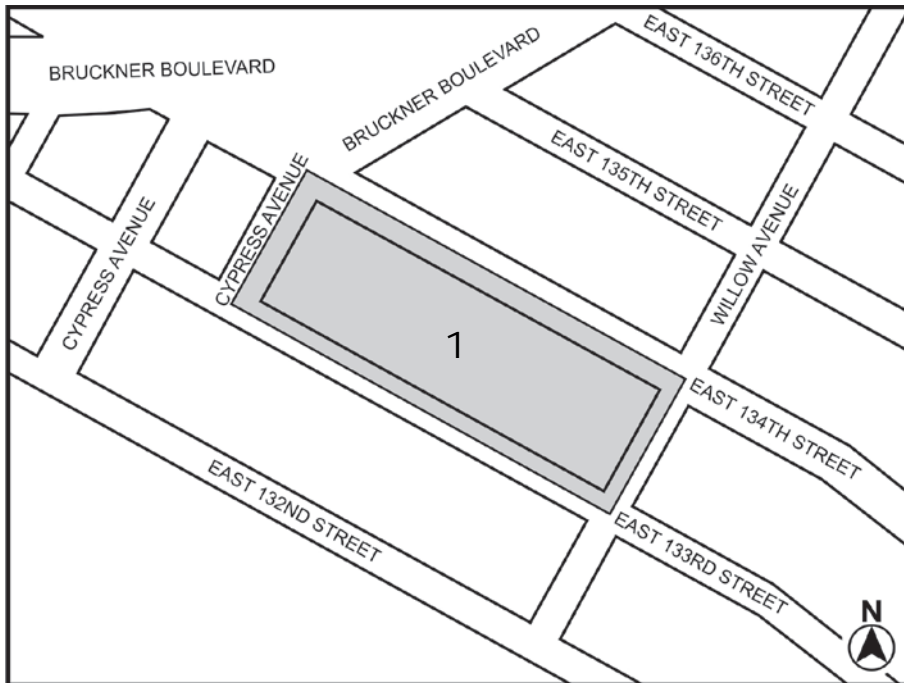 EAST 136TH STREET
BRUCKNER BOULEVARD
BRUCKNER BOULEVARD
EAST 135TH STREET
CYPRESS AVENUE
WILLOW AVENUE
CYPRESS AVENUE
1
EAST 134TH STREET
EAST 132ND STREET
EAST 133RD STREET
N